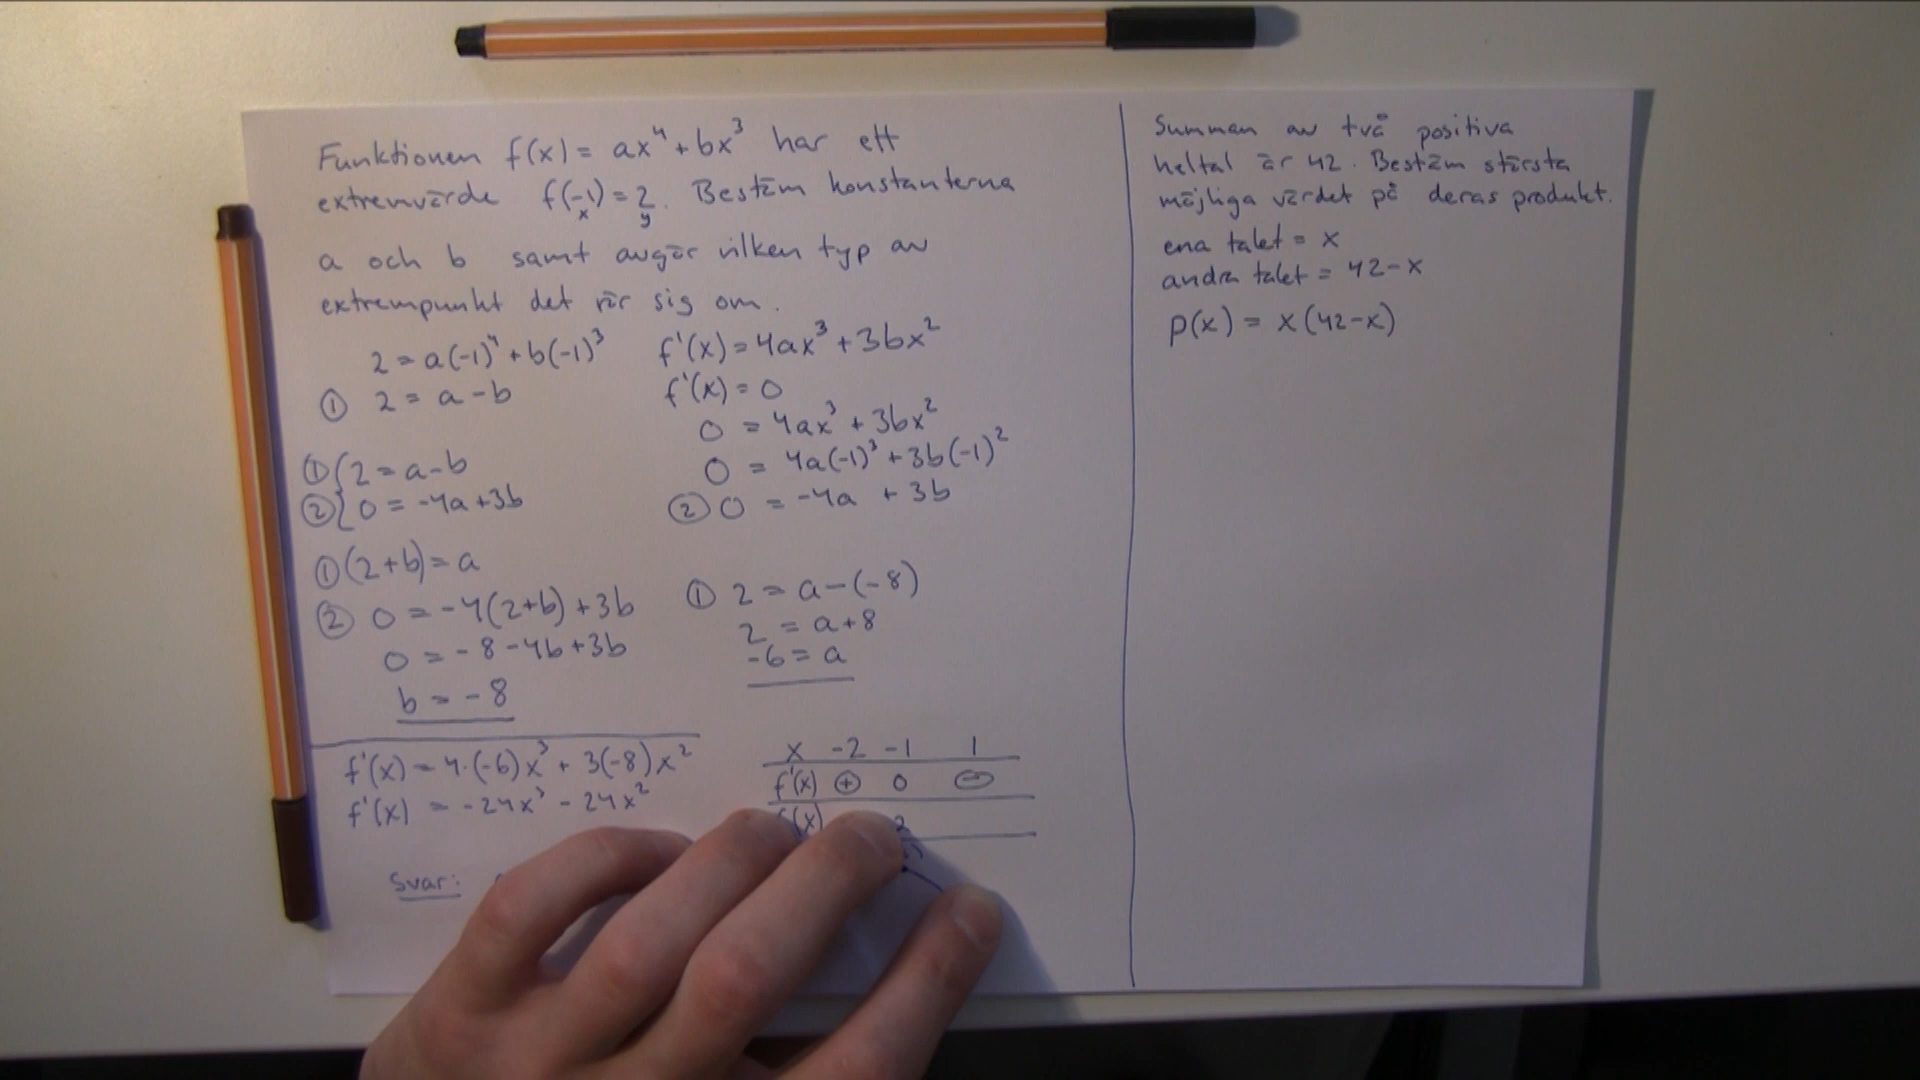 Funktionen f(x) = ax⁴ + bx³ har ett
extremvärde f(-1) = 2. Bestäm konstanterna
x y
a och b samt avgör vilken typ av
extrempunkt det rör sig om.
2 = a(-1)⁴ + b(-1)³
① 2 = a - b
① { 2 = a - b
② { 0 = -4a + 3b
① (2+b) = a
② 0 = -4(2+b) + 3b
0 = -8 - 4b + 3b
b = -8
f'(x) = 4ax³ + 3bx²
f'(x) = 0
0 = 4ax³ + 3bx²
0 = 4a(-1)³ + 3b(-1)²
② 0 = -4a + 3b
① 2 = a - (-8)
2 = a + 8
-6 = a
f'(x) = 4·(-6)x³ + 3(-8)x²
f'(x) = -24x³ - 24x²
x -2 -1 1
f'(x) + 0 -
(x) 2
Svar:
Summan av två positiva
heltal är 42. Bestäm största
möjliga värdet på deras produkt.
ena talet = x
andra talet = 42-x
p(x) = x(42-x)